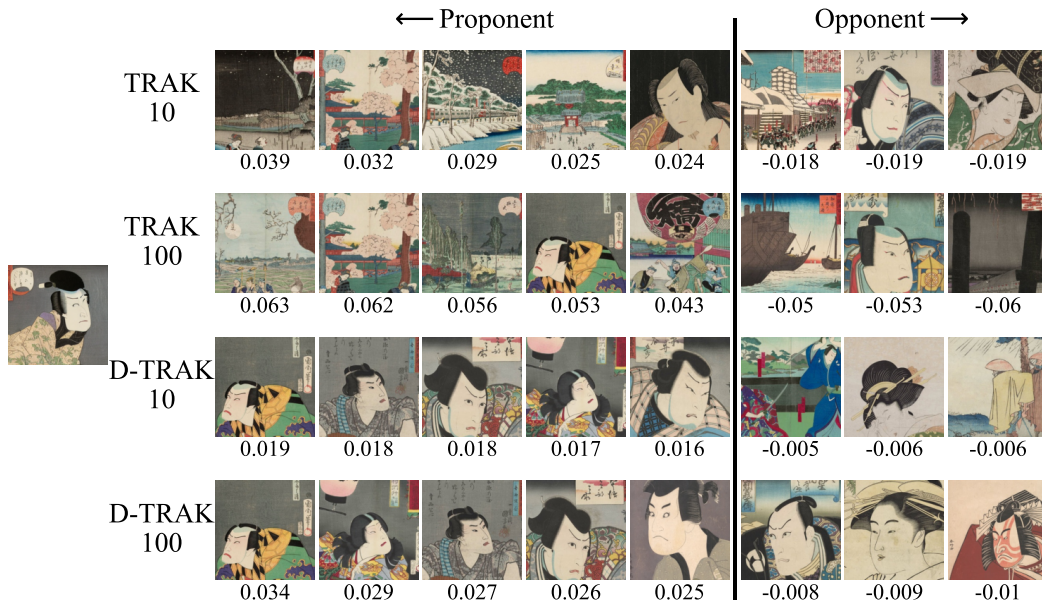 ← Proponent
Opponent →
TRAK
10
0.039 0.032 0.029 0.025 0.024 -0.018 -0.019 -0.019
TRAK
100
0.063 0.062 0.056 0.053 0.043 -0.05 -0.053 -0.06
D-TRAK
10
0.019 0.018 0.018 0.017 0.016 -0.005 -0.006 -0.006
D-TRAK
100
0.034 0.029 0.027 0.026 0.025 -0.008 -0.009 -0.01